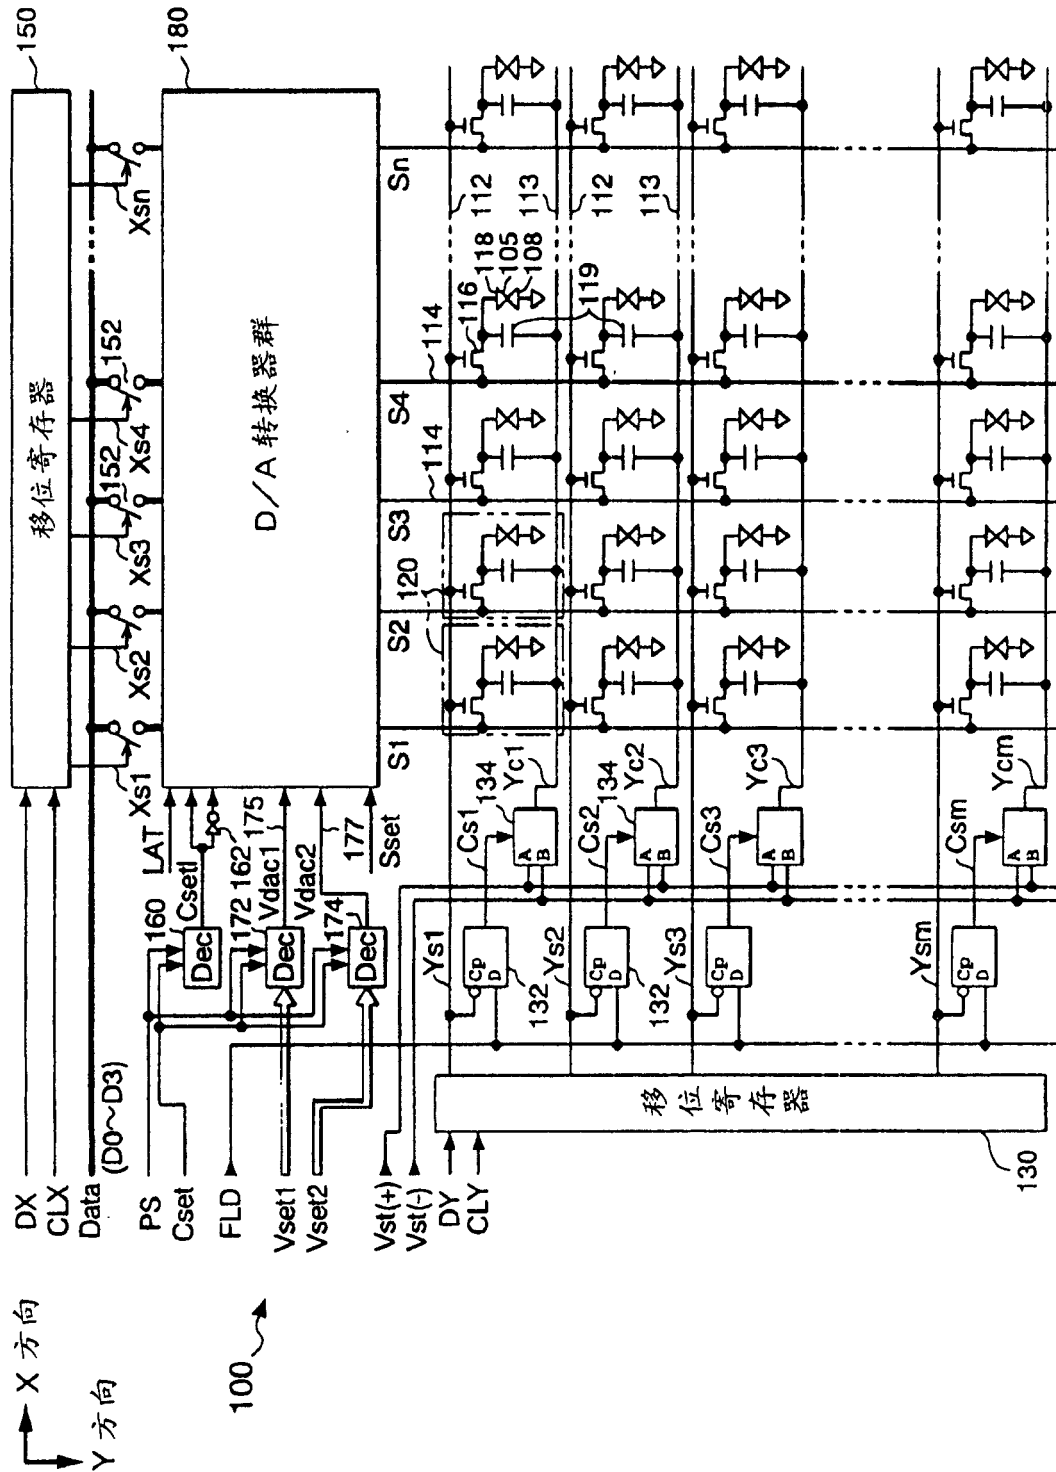 X 方向
Y 方向
100
DX
CLX
Data
(D0～D3)
PS
Cset
FLD
Vset1
Vset2
Vst(+)
Vst(-)
DY
CLY
移位寄存器
150
Xs1
Xs2
Xs3
Xs4
Xsn
152
152
D/A 转换器群
180
LAT
Csetl
160
Dec
162
Vdac1
175
172
Dec
Vdac2
177
174
Dec
Sset
S1
S2
S3
S4
Sn
114
114
112
113
112
113
120
116
118
105
108
119
移位寄存器
130
Ys1
Cp
D
132
Cs1
134
A
B
Yc1
Ys2
Cp
D
132
Cs2
134
A
B
Yc2
Ys3
Cp
D
Cs3
A
B
Yc3
Ysm
Cp
D
Csm
A
B
Ycm